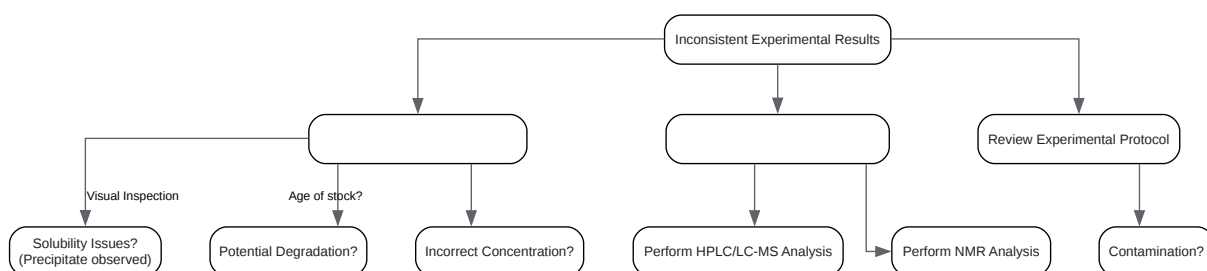 Inconsistent Experimental Results
Review Experimental Protocol
Visual Inspection
Age of stock?
Solubility Issues?
(Precipitate observed)
Potential Degradation?
Incorrect Concentration?
Perform HPLC/LC-MS Analysis
Perform NMR Analysis
Contamination?